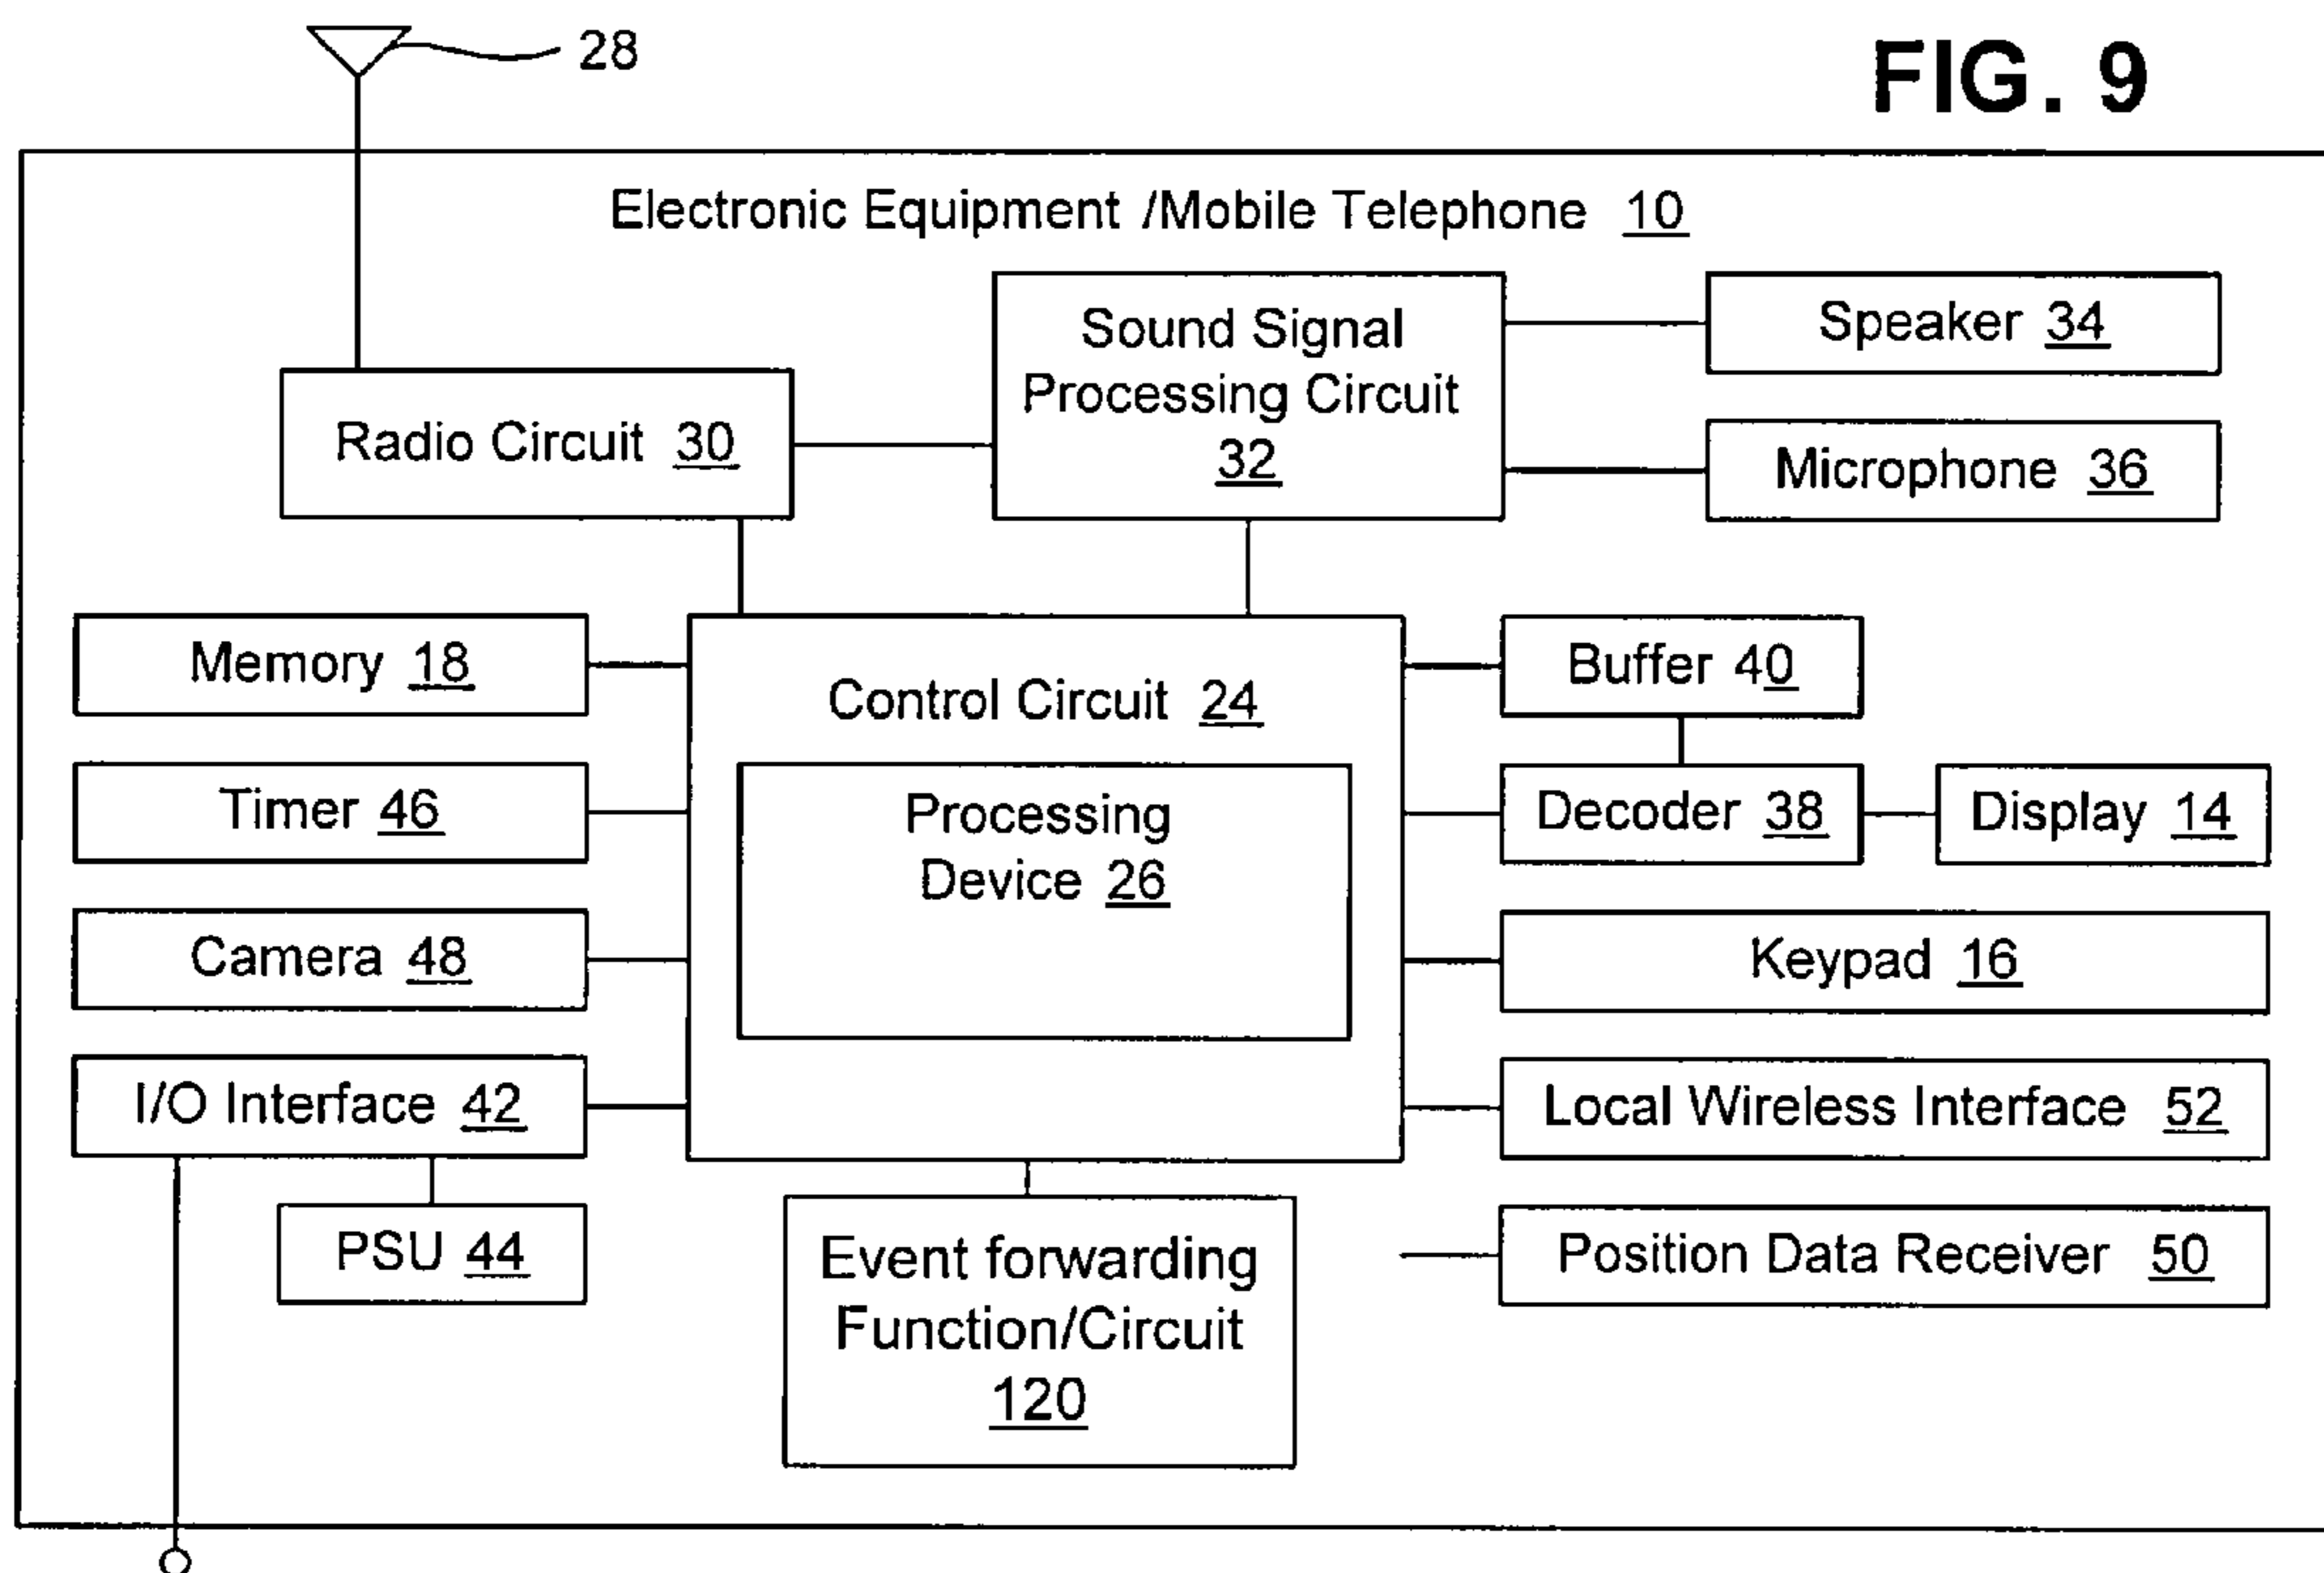 FIG. 9
28
Electronic Equipment /Mobile Telephone 10
Sound Signal
Processing Circuit
32
Speaker 34
Radio Circuit 30
Microphone 36
Memory 18
Control Circuit 24
Buffer 40
Timer 46
Processing
Device 26
Decoder 38
Display 14
Camera 48
Keypad 16
I/O Interface 42
Local Wireless Interface 52
PSU 44
Event forwarding
Function/Circuit
120
Position Data Receiver 50